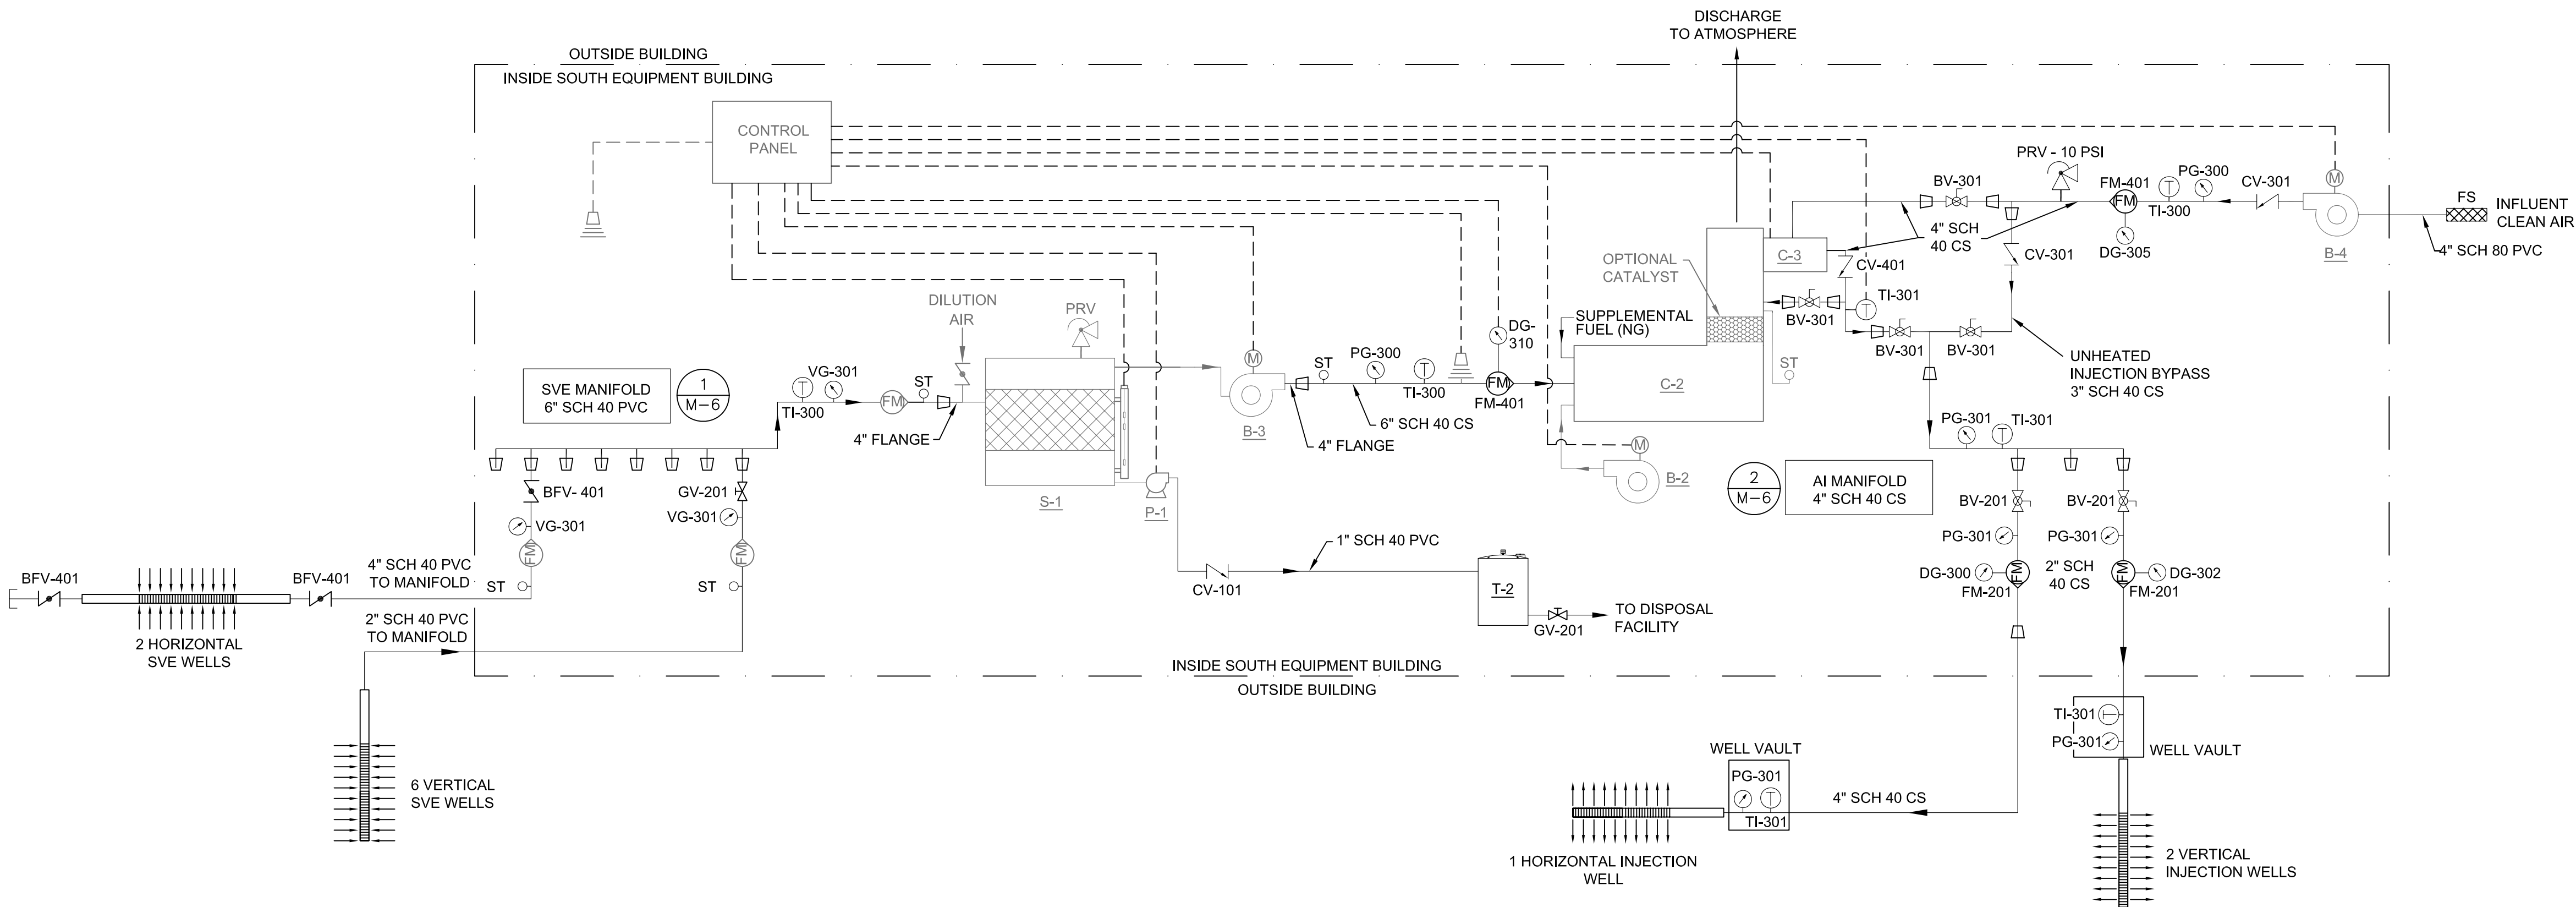 DISCHARGE
TO ATMOSPHERE
OUTSIDE BUILDING
INSIDE SOUTH EQUIPMENT BUILDING
CONTROL
PANEL
PRV - 10 PSI
PG-300
FM-401
CV-301
BV-301
M
FS
INFLUENT
CLEAN AIR
T
FM
TI-300
4" SCH
40 CS
DG-305
CV-301
B-4
4" SCH 80 PVC
C-3
CV-401
OPTIONAL
CATALYST
TI-301
T
BV-301
BV-301
BV-301
UNHEATED
INJECTION BYPASS
3" SCH 40 CS
DILUTION
AIR
PRV
SUPPLEMENTAL
FUEL (NG)
DG-
310
M
ST
PG-300
T
TI-300
FM
FM-401
ST
C-2
SVE MANIFOLD
6" SCH 40 PVC
1
M-6
T
VG-301
TI-300
FM
ST
4" FLANGE
B-3
4" FLANGE
6" SCH 40 CS
M
B-2
S-1
P-1
PG-301
TI-301
T
2
M-6
AI MANIFOLD
4" SCH 40 CS
BFV- 401
GV-201
VG-301
VG-301
FM
FM
BV-201
BV-201
PG-301
PG-301
DG-300
FM
2" SCH
40 CS
FM
DG-302
FM-201
FM-201
1" SCH 40 PVC
CV-101
T-2
GV-201
TO DISPOSAL
FACILITY
BFV-401
BFV-401
4" SCH 40 PVC
TO MANIFOLD
ST
ST
2" SCH 40 PVC
TO MANIFOLD
2 HORIZONTAL
SVE WELLS
INSIDE SOUTH EQUIPMENT BUILDING
OUTSIDE BUILDING
6 VERTICAL
SVE WELLS
TI-301
T
PG-301
WELL VAULT
WELL VAULT
PG-301
T
TI-301
4" SCH 40 CS
1 HORIZONTAL INJECTION
WELL
2 VERTICAL
INJECTION WELLS